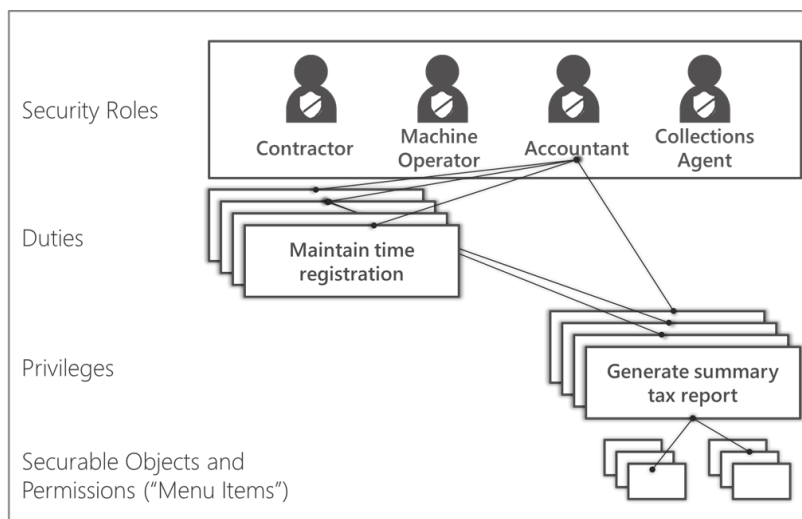 Security Roles
Contractor
Machine
Operator
Accountant
Collections
Agent
Duties
Maintain time
registration
Privileges
Generate summary
tax report
Securable Objects and
Permissions (“Menu Items”)